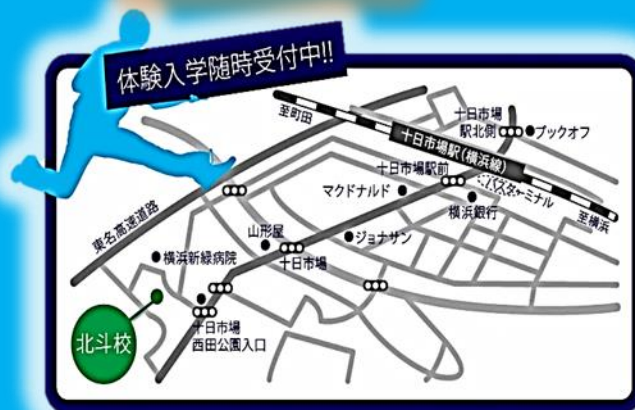 体験入学随時受付中!!
至町田
十日市場
駅北側
ブックオフ
十日市場駅(横浜線)
十日市場駅前
バスターミナル
マクドナルド
横浜銀行
至横浜
東名高速道路
山形屋
ジョナサン
十日市場
横浜新緑病院
北斗校
十日市場
西田公園入口